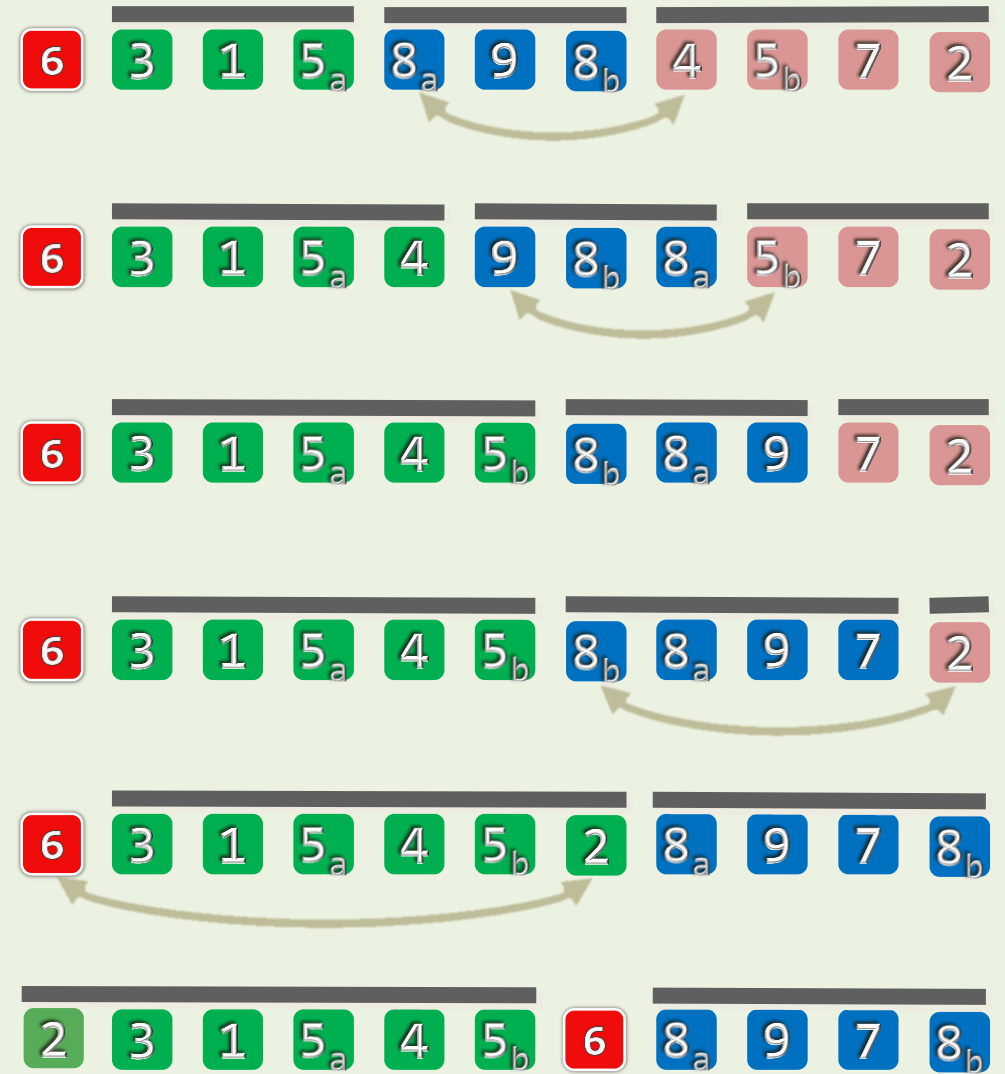 6 3 1 5a 8a 9 8b 4 5b 7 2
6 3 1 5a 4 9 8b 8a 5b 7 2
6 3 1 5a 4 5b 8b 8a 9 7 2
6 3 1 5a 4 5b 8b 8a 9 7 2
6 3 1 5a 4 5b 2 8a 9 7 8b
2 3 1 5a 4 5b 6 8a 9 7 8b